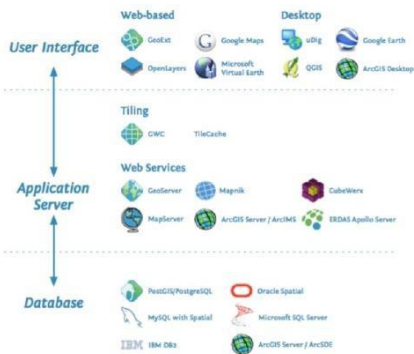 Web-based
Desktop
User Interface
GeoExt
Google Maps
uDig
Google Earth
OpenLayers
Microsoft
Virtual Earth
QGIS
ArcGIS Desktop
Tiling
GWC
TileCache
Web Services
Application
Server
GeoServer
Mapnik
CubeWerx
MapServer
ArcGIS Server / ArcIMS
ERDAS Apollo Server
Database
PostGIS/PostgreSQL
Oracle Spatial
MySQL with Spatial
Microsoft SQL Server
IBM IBM DB2
ArcGIS Server / ArcSDE